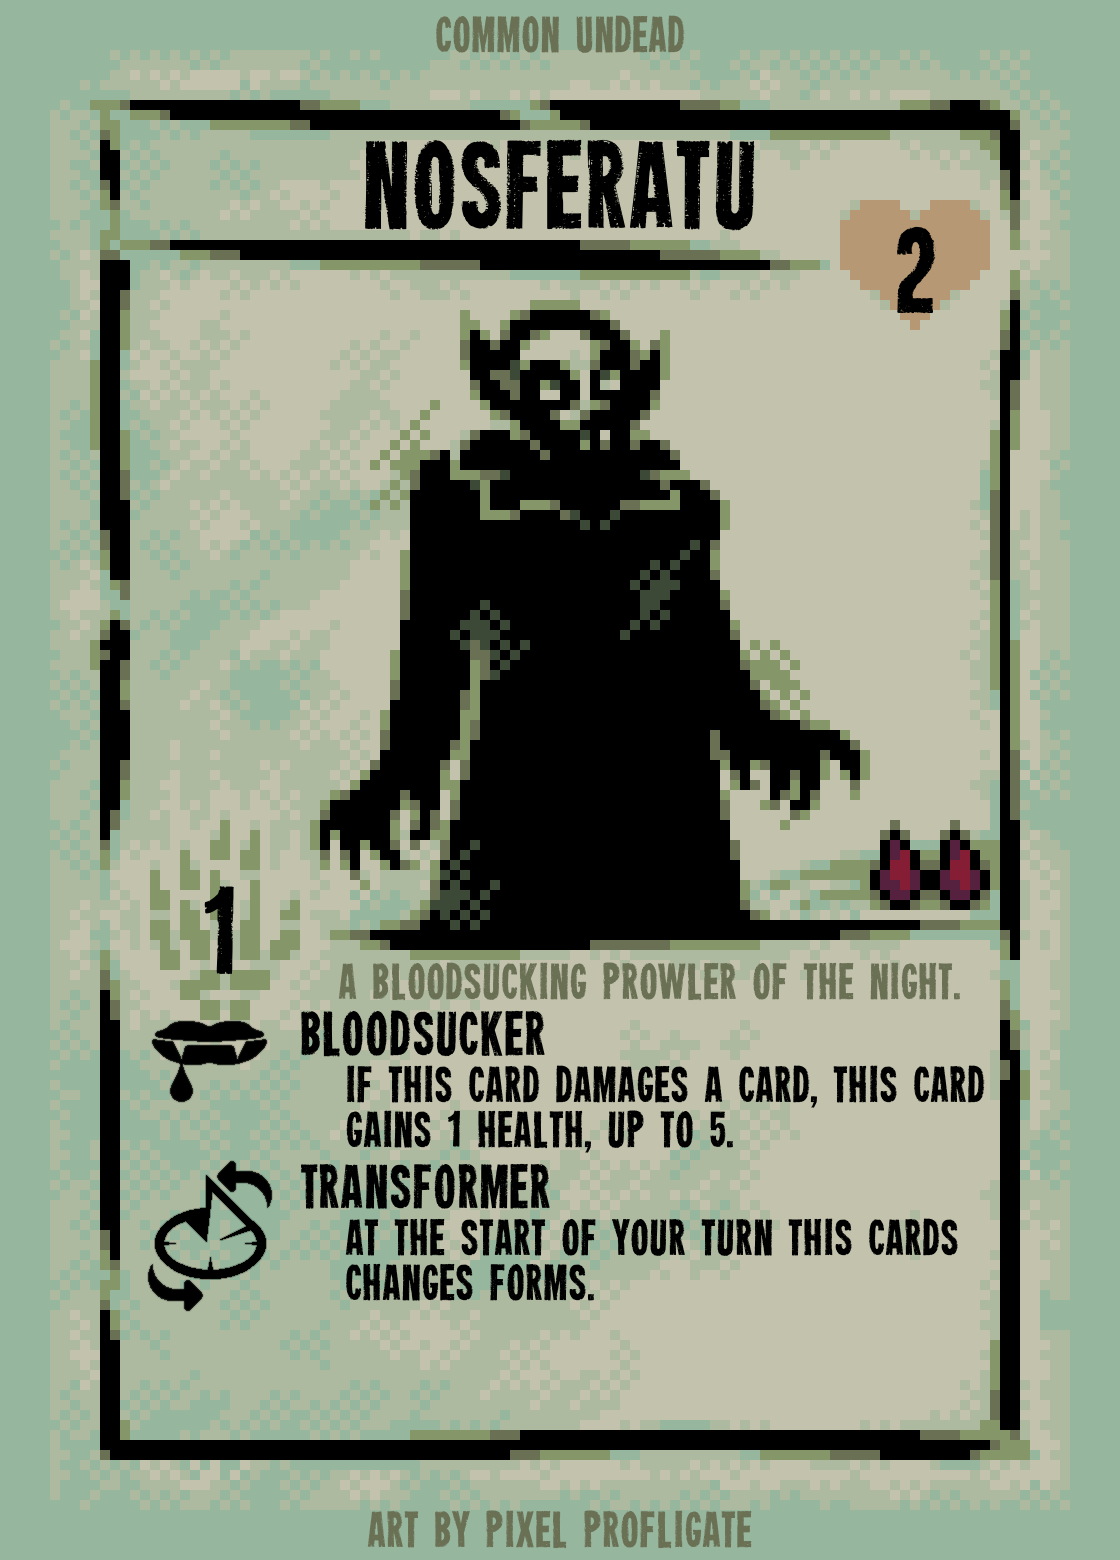 COMMON UNDEAD
NOSFERATU
2
1
A BLOODSUCKING PROWLER OF THE NIGHT.
BLOODSUCKER
IF THIS CARD DAMAGES A CARD, THIS CARD
GAINS 1 HEALTH, UP TO 5.
TRANSFORMER
AT THE START OF YOUR TURN THIS CARDS
CHANGES FORMS.
ART BY PIXEL PROFLIGATE